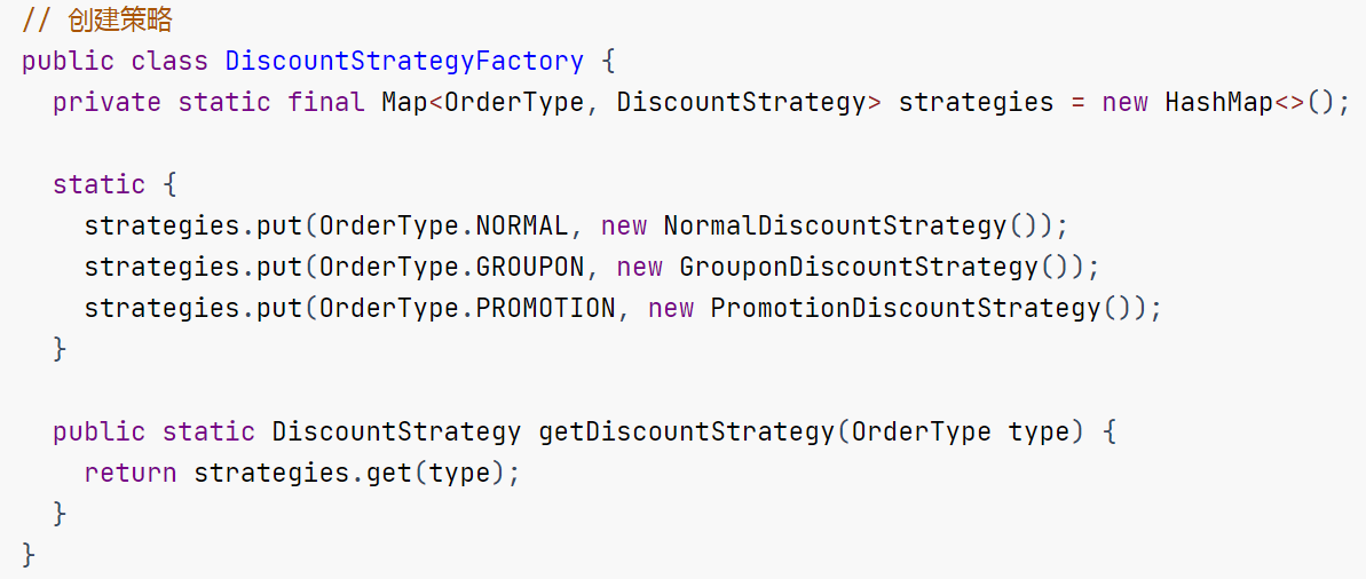 // 创建策略
public class DiscountStrategyFactory {
  private static final Map<OrderType, DiscountStrategy> strategies = new HashMap<>();

  static {
    strategies.put(OrderType.NORMAL, new NormalDiscountStrategy());
    strategies.put(OrderType.GROUPON, new GrouponDiscountStrategy());
    strategies.put(OrderType.PROMOTION, new PromotionDiscountStrategy());
  }

  public static DiscountStrategy getDiscountStrategy(OrderType type) {
    return strategies.get(type);
  }
}